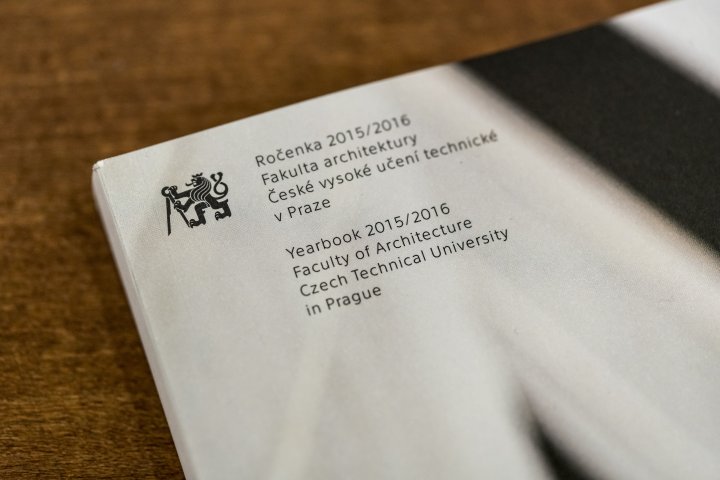 Ročenka 2015/2016
Fakulta architektury
České vysoké učení technické
v Praze
Yearbook 2015/2016
Faculty of Architecture
Czech Technical University
in Prague